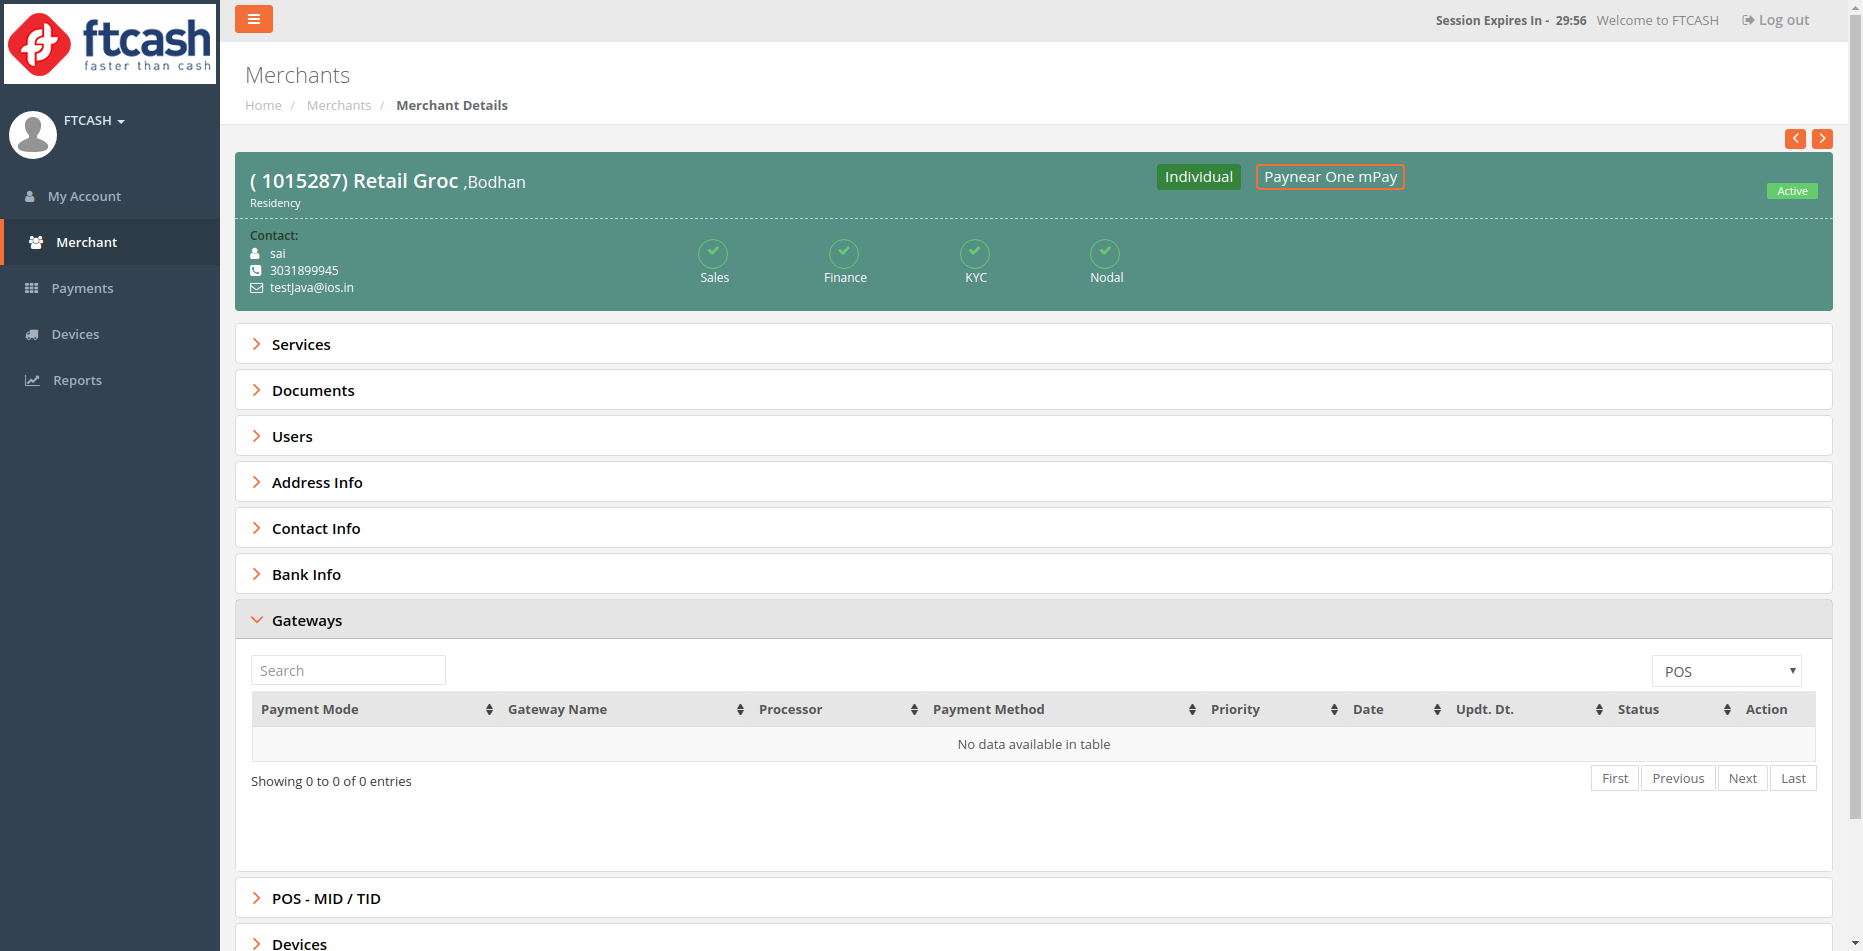 ftcash
faster than cash
Session Expires In - 29:56 Welcome to FTCASH Log out
FTCASH
My Account
Merchant
Payments
Devices
Reports
Merchants
Home / Merchants / Merchant Details
( 1015287) Retail Groc ,Bodhan
Residency
Individual
Paynear One mPay
Active
Contact:
sai
3031899945
testJava@ios.in
Sales
Finance
KYC
Nodal
Services
Documents
Users
Address Info
Contact Info
Bank Info
Gateways
Search
POS
Payment Mode Gateway Name Processor Payment Method Priority Date Updt. Dt. Status Action
No data available in table
Showing 0 to 0 of 0 entries
First Previous Next Last
POS - MID / TID
Devices